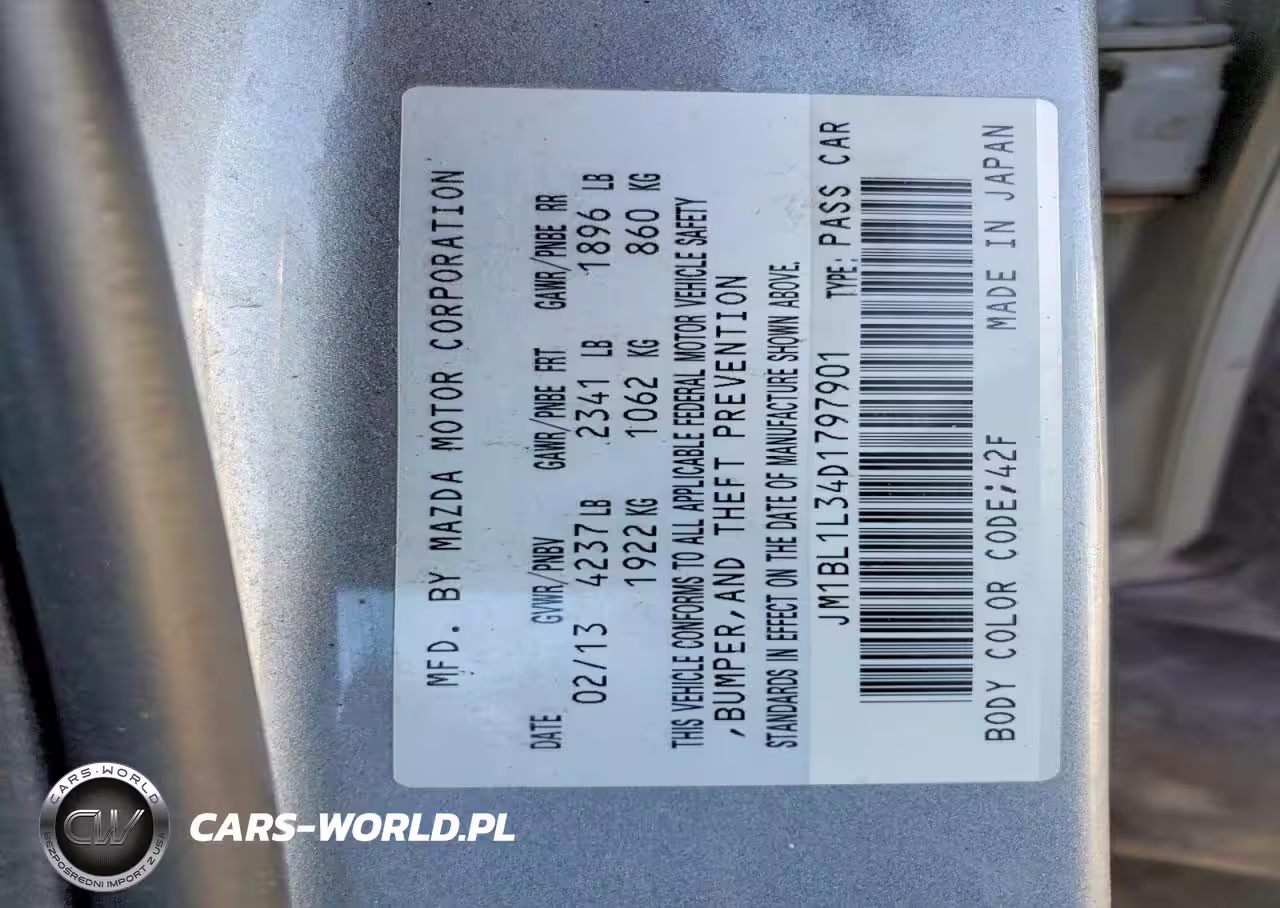 MFD. BY MAZDA MOTOR CORPORATION
DATE GVWR/PNBV GAWR/PNBE FRT GAWR/PNBE RR
02/13 4237 LB 2341 LB 1896 LB
1922 KG 1062 KG 860 KG
THIS VEHICLE CONFORMS TO ALL APPLICABLE FEDERAL MOTOR VEHICLE SAFETY
,BUMPER,AND THEFT PREVENTION
STANDARDS IN EFFECT ON THE DATE OF MANUFACTURE SHOWN ABOVE.
JM1BL1L34D1797901 TYPE: PASS CAR
BODY COLOR CODE;42F MADE IN JAPAN
CARS-WORLD
CW
BEZPOŚREDNI IMPORT Z USA
CARS-WORLD.PL